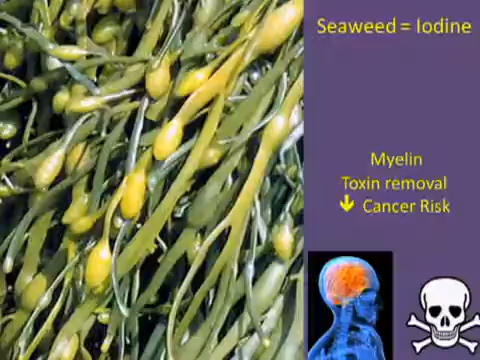 Seaweed = Iodine
Myelin
Toxin removal
🡻 Cancer Risk